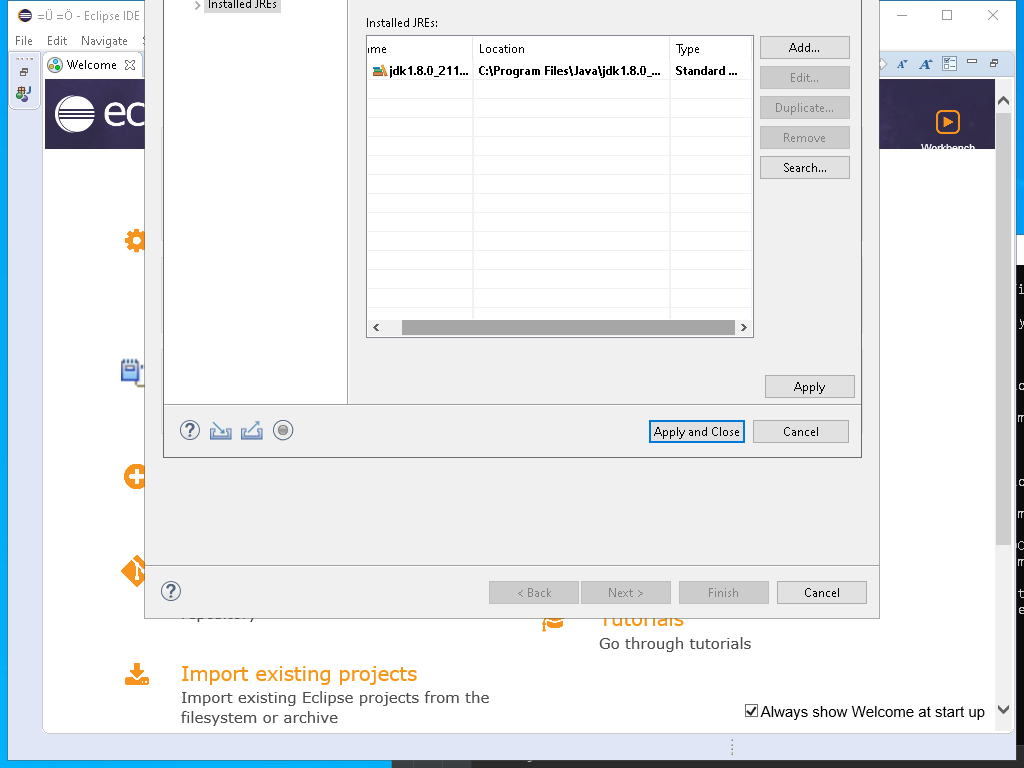 =Ü =Ö - Eclipse IDE
Installed JREs
File Edit Navigate
Installed JREs:
Welcome
Location
Type
jdk1.8.0_211...
C:\Program Files\Java\jdk1.8.0_...
Standard ...
Add...
Edit...
Duplicate...
Remove
Search...
Workbench
Apply
Apply and Close
Cancel
< Back
Next >
Finish
Cancel
repository
Tutorials
Go through tutorials
Import existing projects
Import existing Eclipse projects from the
filesystem or archive
Always show Welcome at start up